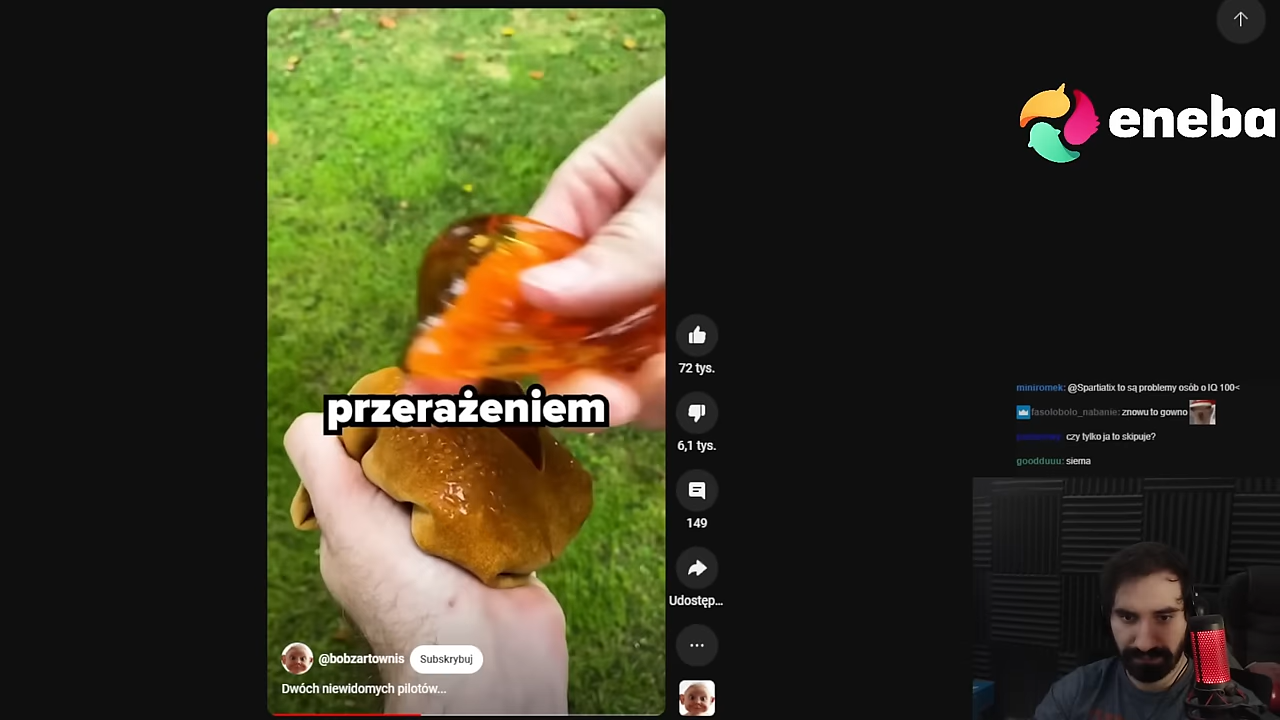 eneba
przerażeniem
72 tys.
6,1 tys.
149
Udostęp...
@bobzartownis
Subskrybuj
Dwóch niewidomych pilotów...
miniromek: @Spartiatix to są problemy osób o IQ 100<
fasolobolo_nabanie: znowu to gowno
czy tylko ja to skipuje?
goodduuu: siema